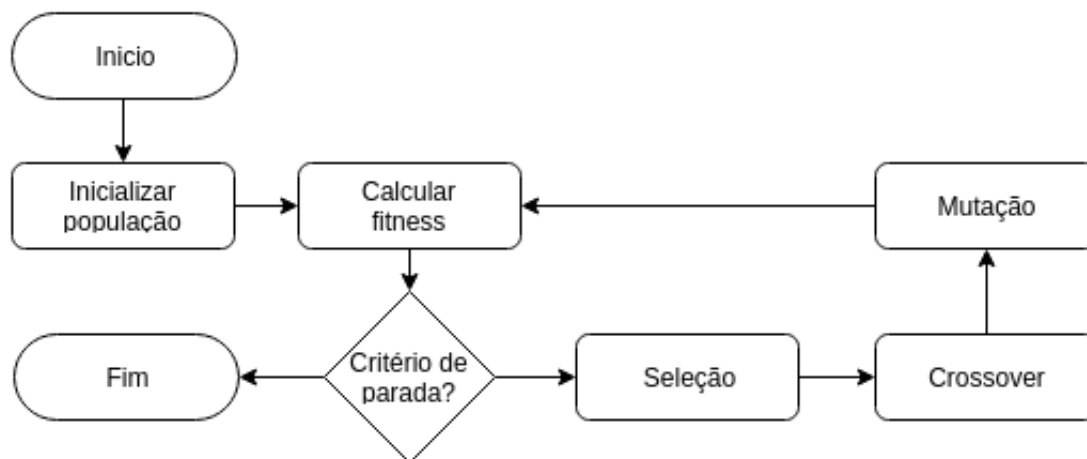 Inicio
Inicializar
população
Calcular
fitness
Mutação
Fim
Critério de
parada?
Seleção
Crossover